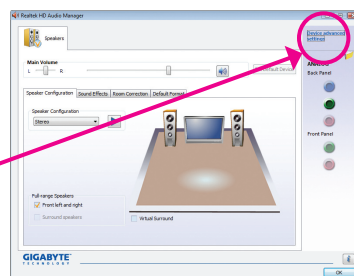 Realtek HD Audio Manager
Speakers
Device advanced
settings
Main Volume
L
R
Device
ANALOG
Back Panel
Speaker Configuration
Sound Effects
Room Correction
Default Format
Speaker Configuration
Stereo
Front Panel
Full-range Speakers
Front left and right
Surround speakers
Virtual Surround
GIGABYTE
TECHNOLOGY
OK